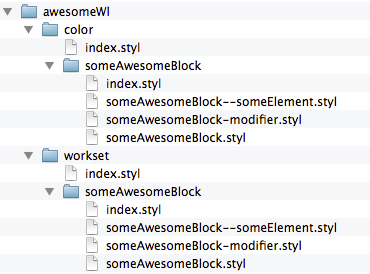 awesomeWl
color
index.styl
someAwesomeBlock
index.styl
someAwesomeBlock--someElement.styl
someAwesomeBlock-modifier.styl
someAwesomeBlock.styl
workset
index.styl
someAwesomeBlock
index.styl
someAwesomeBlock--someElement.styl
someAwesomeBlock-modifier.styl
someAwesomeBlock.styl